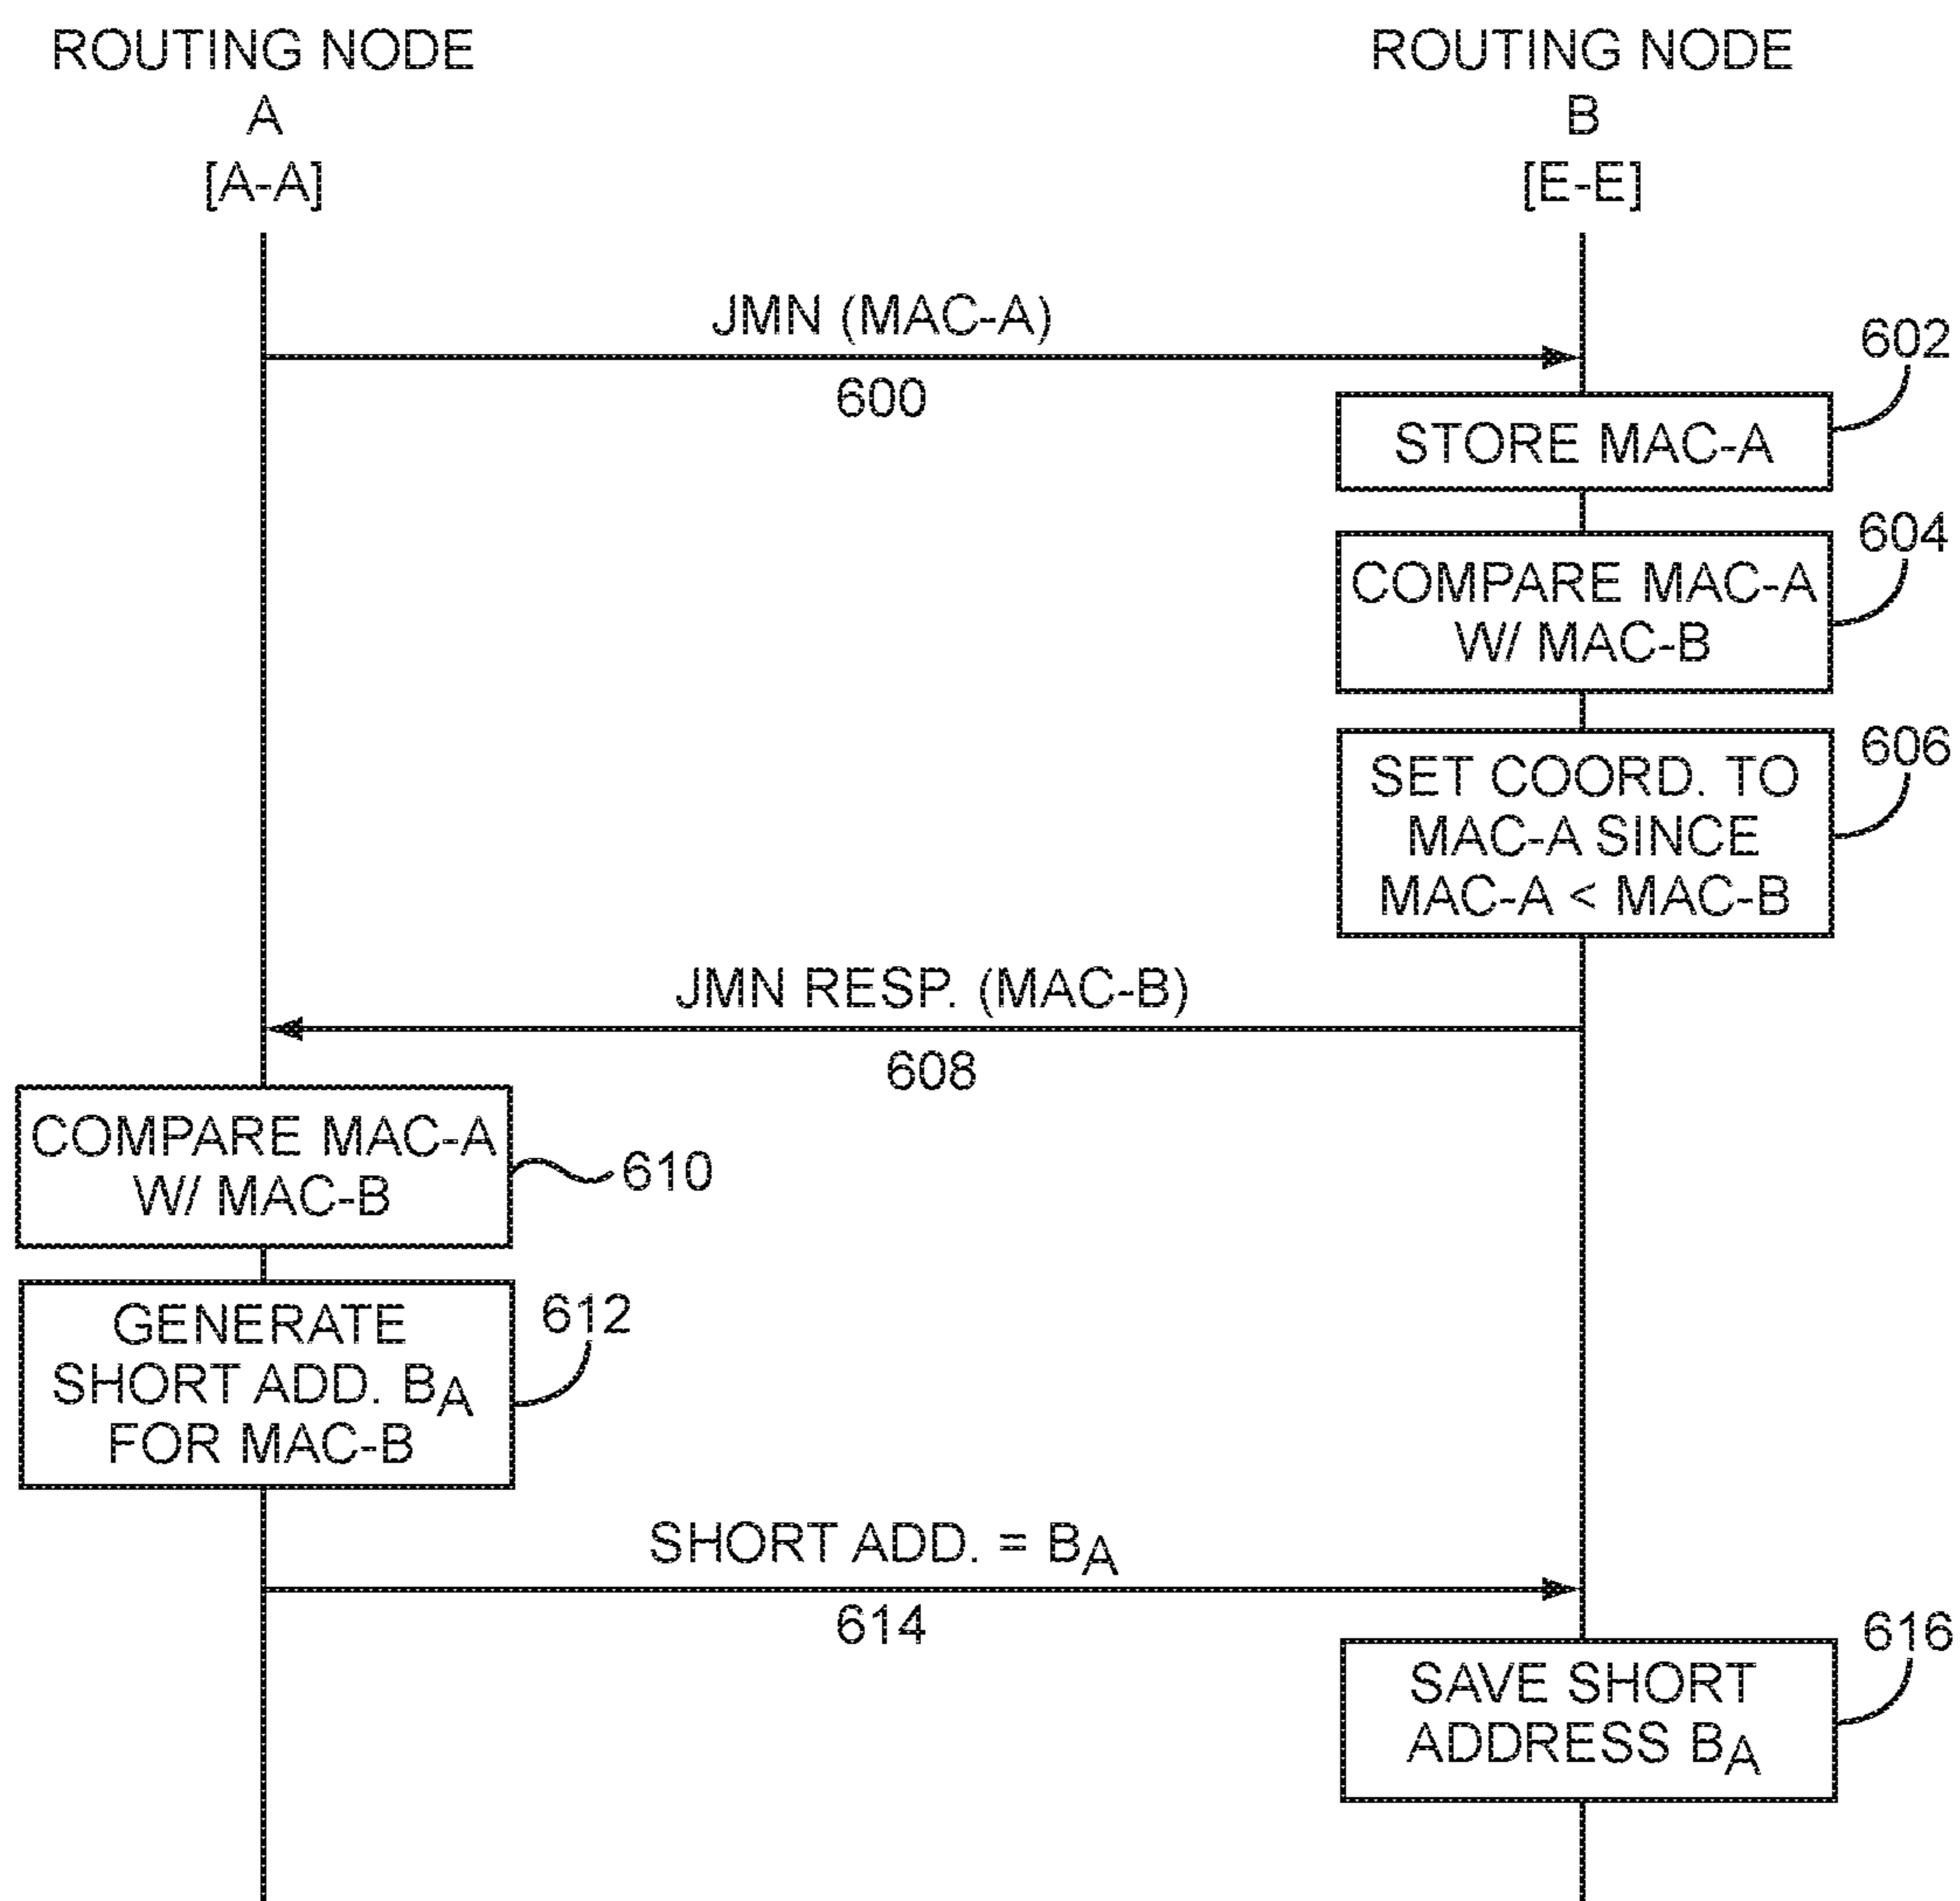 ROUTING NODE
A
[A-A]
ROUTING NODE
B
[E-E]
JMN (MAC-A)
600
602
STORE MAC-A
604
COMPARE MAC-A
W/ MAC-B
606
SET COORD. TO
MAC-A SINCE
MAC-A < MAC-B
JMN RESP. (MAC-B)
608
COMPARE MAC-A
W/ MAC-B
610
GENERATE
SHORT ADD. BA
FOR MAC-B
612
SHORT ADD. = BA
614
616
SAVE SHORT
ADDRESS BA